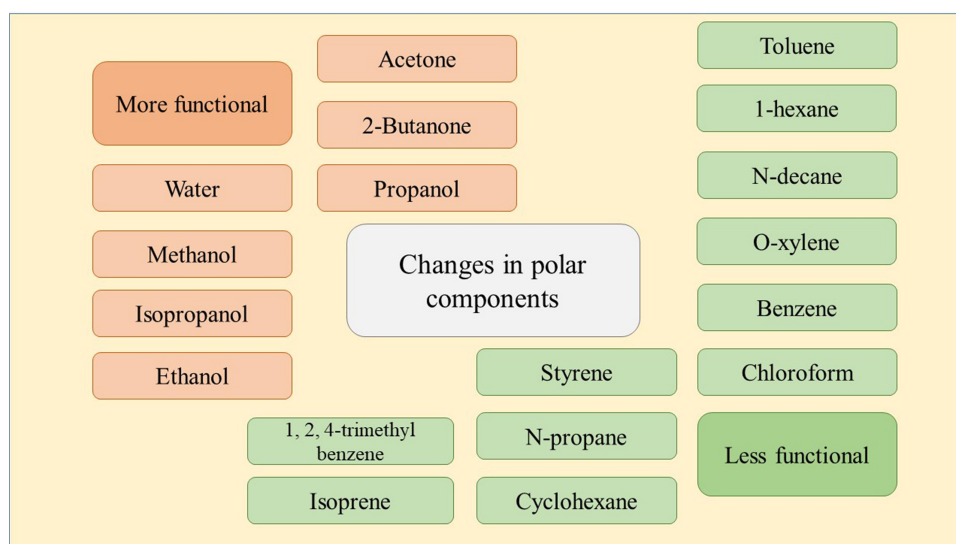 More functional
Water
Methanol
Isopropanol
Ethanol
Acetone
2-Butanone
Propanol
Changes in polar
components
Toluene
1-hexane
N-decane
O-xylene
Benzene
Chloroform
Less functional
Styrene
N-propane
Cyclohexane
1, 2, 4-trimethyl
benzene
Isoprene